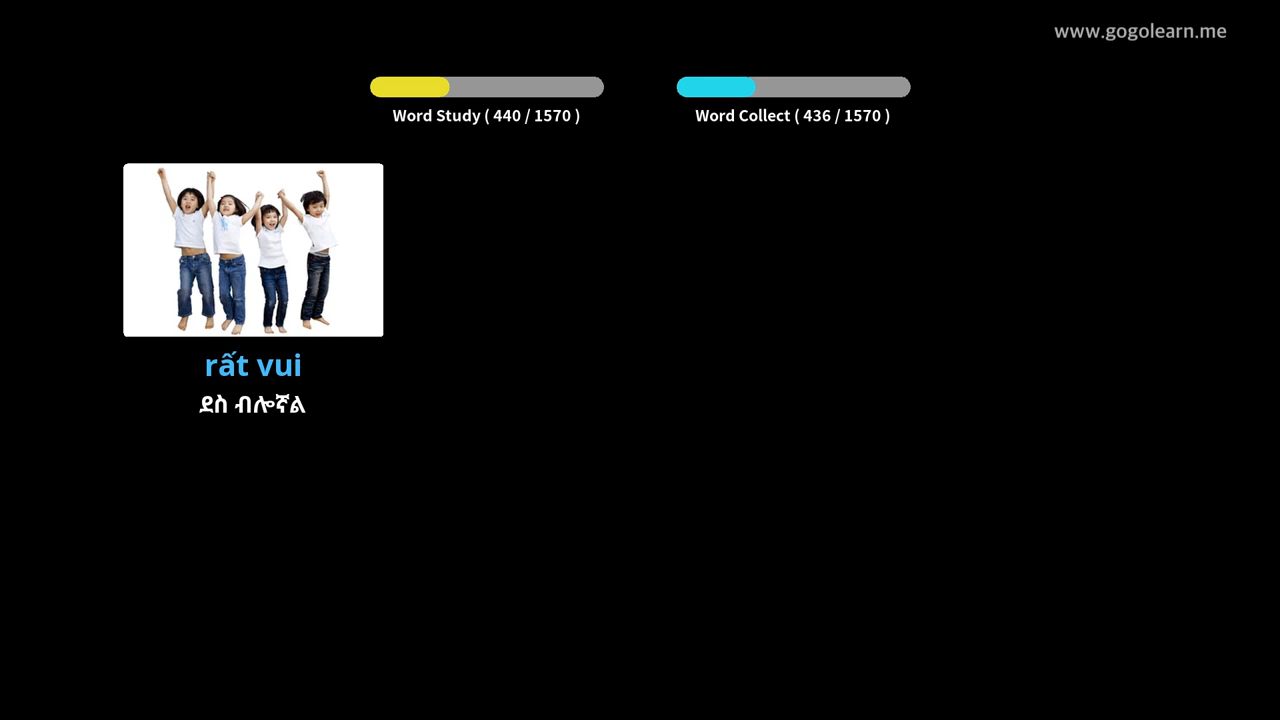 www.gogolearn.me
Word Study ( 440 / 1570 )
Word Collect ( 436 / 1570 )
rất vui
ደስ ብሎኛል